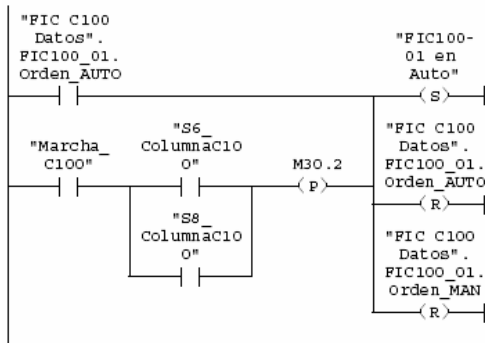 "FIC C100
Datos".
FIC100_01.
Orden_AUTO
"FIC100-
01 en
Auto"
S
"Marcha_
C100"
"S6_
ColumnaC10
0"
M30.2
P
"FIC C100
Datos".
FIC100_01.
Orden_AUTO
R
"S8_
ColumnaC10
0"
"FIC C100
Datos".
FIC100_01.
Orden_MAN
R